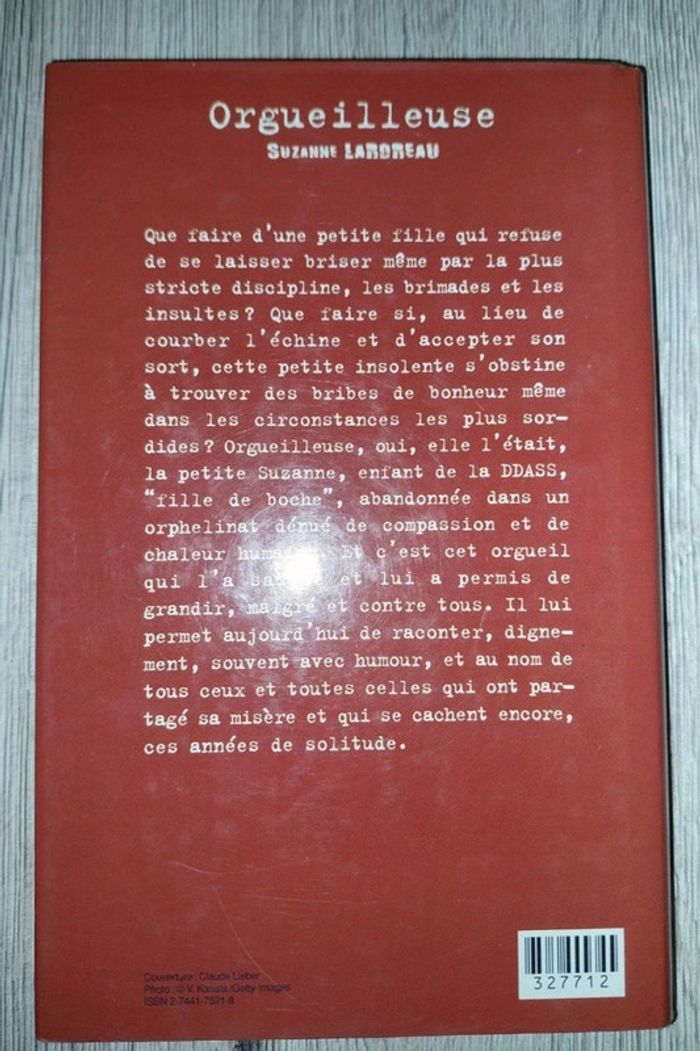 Orgueilleuse
SUZANNE LARDREAU
Que faire d'une petite fille qui refuse
de se laisser briser même par la plus
stricte discipline, les brimades et les
insultes? Que faire si, au lieu de
courber l'échine et d'accepter son
sort, cette petite insolente s'obstine
à trouver des bribes de bonheur même
dans les circonstances les plus sor-
dides? Orgueilleuse, oui, elle l'était,
la petite Suzanne, enfant de la DDASS,
"fille de boche", abandonnée dans un
orphelinat dénué de compassion et de
chaleur humaine. Et c'est cet orgueil
qui l'a sauvée et lui a permis de
grandir, malgré et contre tous. Il lui
permet aujourd'hui de raconter, digne-
ment, souvent avec humour, et au nom de
tous ceux et toutes celles qui ont par-
tagé sa misère et qui se cachent encore,
ces années de solitude.
Couverture : Claude Lieber
Photo : © V. /Getty Images
ISBN 2-7441-7521-8
327712